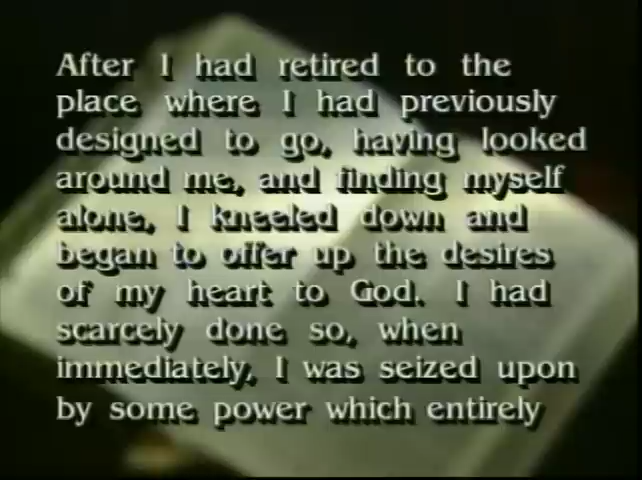 After I had retired to the
place where I had previously
designed to go, having looked
around me, and finding myself
alone, I kneeled down and
began to offer up the desires
of my heart to God. I had
scarcely done so, when
immediately, I was seized upon
by some power which entirely